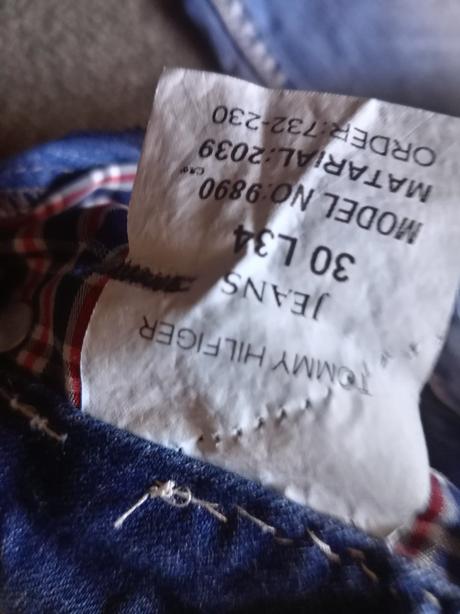 TOMMY HILFIGER
JEANS
30 L34
MODEL NO:9890
MATARIAL:2039
ORDER:732-230